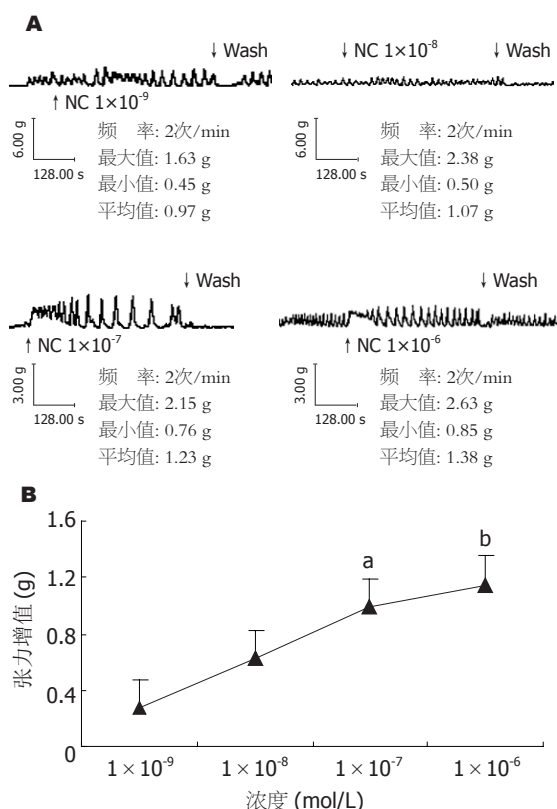 A
↓ Wash
↑ NC 1×10⁻⁹
6.00 g
128.00 s
频 率: 2次/min
最大值: 1.63 g
最小值: 0.45 g
平均值: 0.97 g
↓ NC 1×10⁻⁸
↓ Wash
6.00 g
128.00 s
频 率: 2次/min
最大值: 2.38 g
最小值: 0.50 g
平均值: 1.07 g
↓ Wash
↑ NC 1×10⁻⁷
3.00 g
128.00 s
频 率: 2次/min
最大值: 2.15 g
最小值: 0.76 g
平均值: 1.23 g
↓ Wash
↑ NC 1×10⁻⁶
3.00 g
128.00 s
频 率: 2次/min
最大值: 2.63 g
最小值: 0.85 g
平均值: 1.38 g
B
张力增值 (g)
1.6
1.2
0.8
0.4
0
a
b
1×10⁻⁹
1×10⁻⁸
1×10⁻⁷
1×10⁻⁶
浓度 (mol/L)